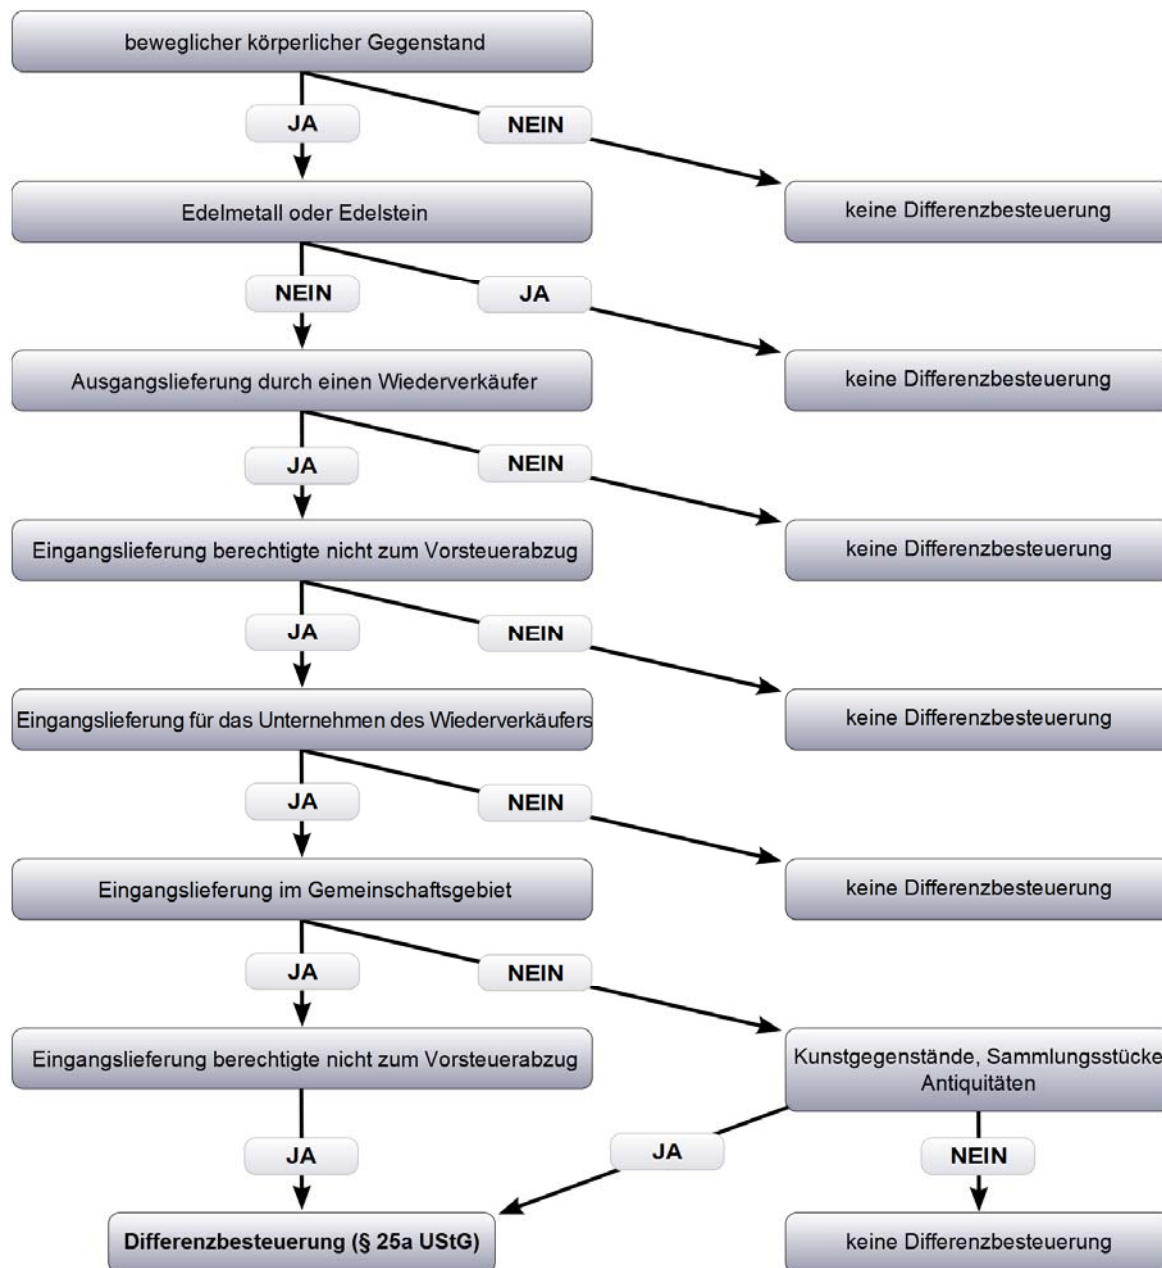 beweglicher körperlicher Gegenstand
JA
NEIN
Edelmetall oder Edelstein
keine Differenzbesteuerung
NEIN
JA
Ausgangslieferung durch einen Wiederverkäufer
keine Differenzbesteuerung
JA
NEIN
Eingangslieferung berechtigte nicht zum Vorsteuerabzug
keine Differenzbesteuerung
JA
NEIN
Eingangslieferung für das Unternehmen des Wiederverkäufers
keine Differenzbesteuerung
JA
NEIN
Eingangslieferung im Gemeinschaftsgebiet
keine Differenzbesteuerung
JA
NEIN
Eingangslieferung berechtigte nicht zum Vorsteuerabzug
Kunstgegenstände, Sammlungsstücke
Antiquitäten
JA
JA
NEIN
Differenzbesteuerung (§ 25a UStG)
keine Differenzbesteuerung